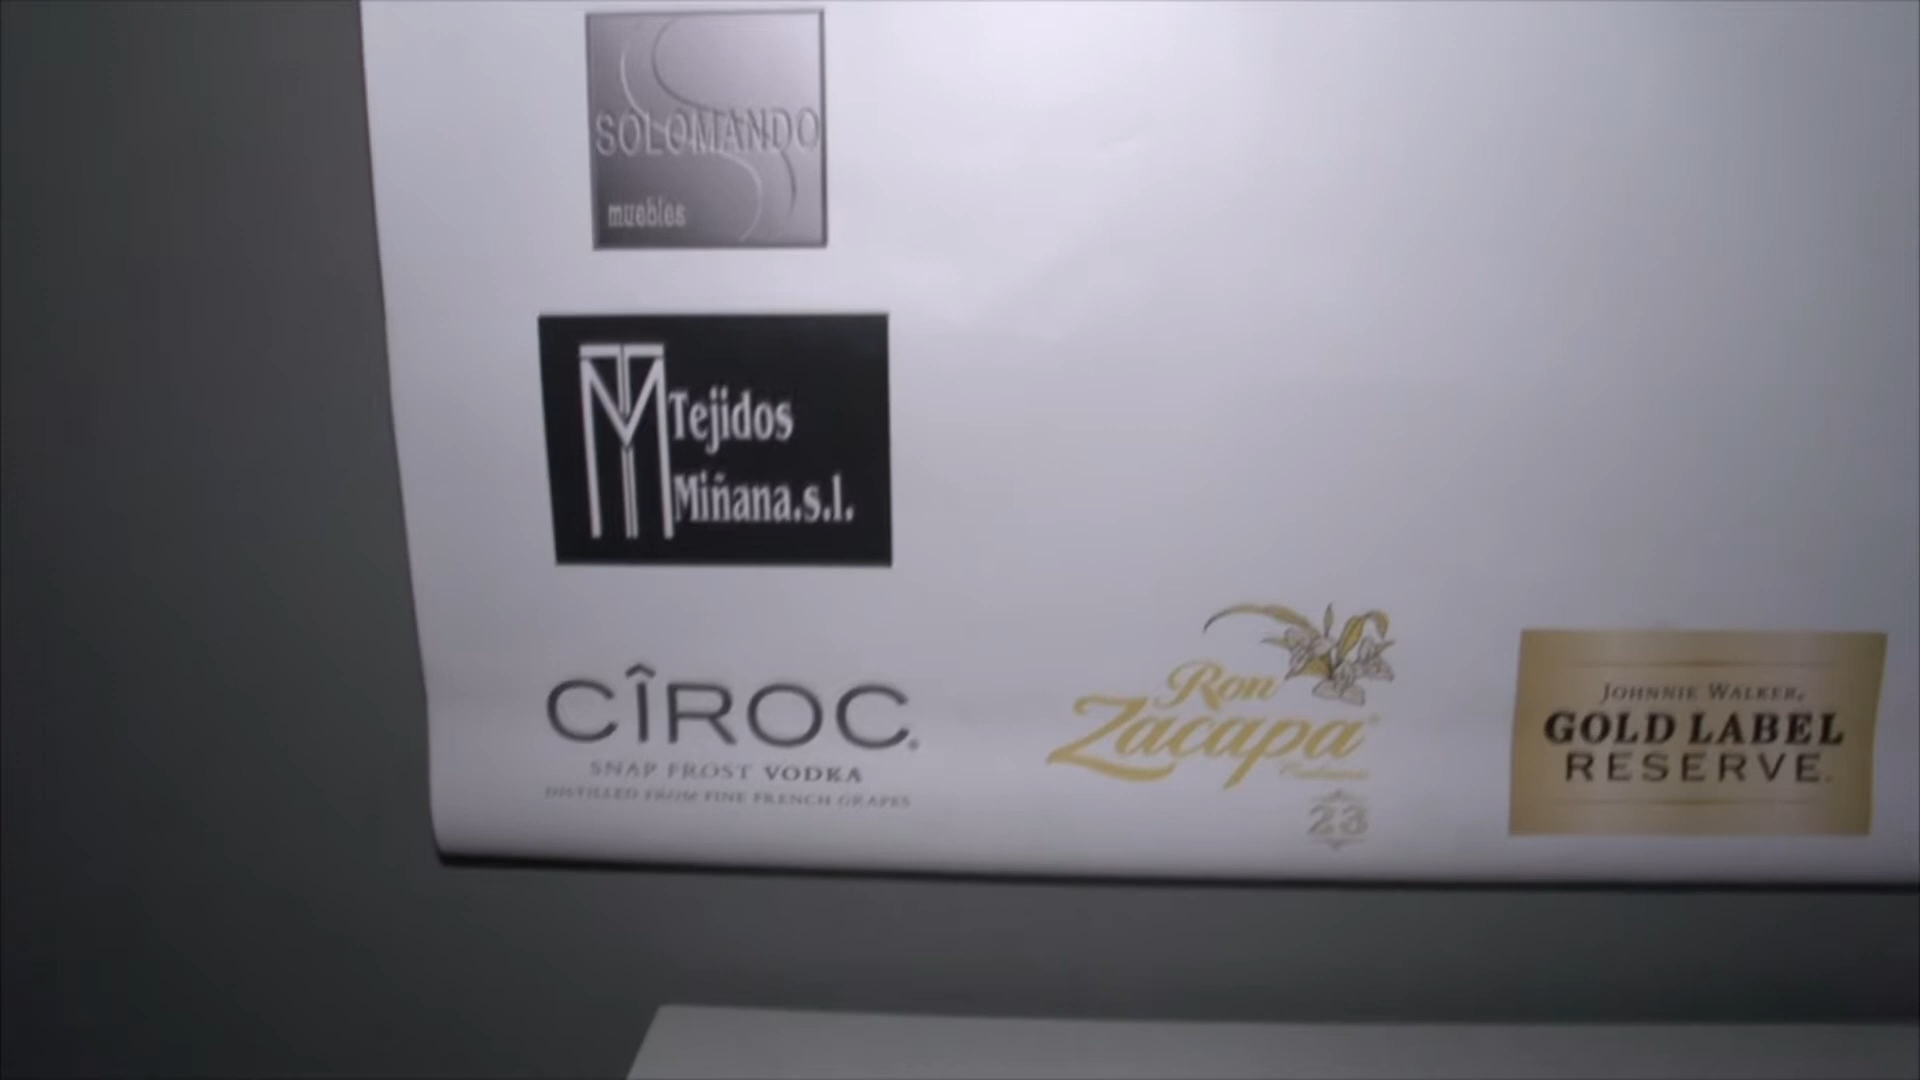 SOLOMANDO
muebles
Tejidos
Miñana.s.l.
CÎROC
SNAP FROST VODKA
DISTILLED FROM FINE FRENCH GRAPES
Ron
Zacapa
23
JOHNNIE WALKER.
GOLD LABEL
RESERVE.